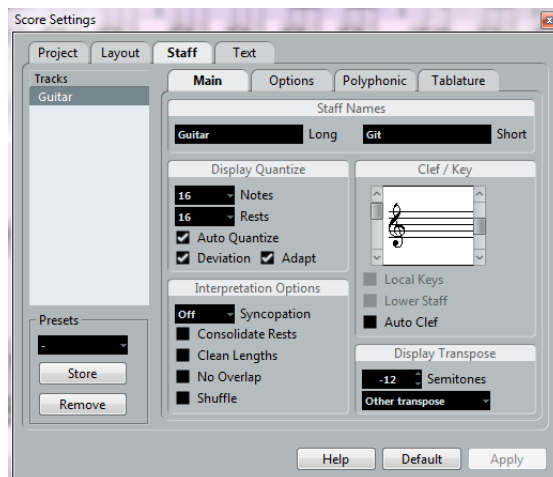 Score Settings
Project Layout Staff Text
Tracks
Guitar
Main Options Polyphonic Tablature
Staff Names
Guitar Long Git Short
Display Quantize
16 Notes
16 Rests
Auto Quantize
Deviation Adapt
Clef / Key
Local Keys
Lower Staff
Auto Clef
Interpretation Options
Off Syncopation
Consolidate Rests
Clean Lengths
No Overlap
Shuffle
Display Transpose
-12 Semitones
Other transpose
Presets
-
Store
Remove
Help Default Apply